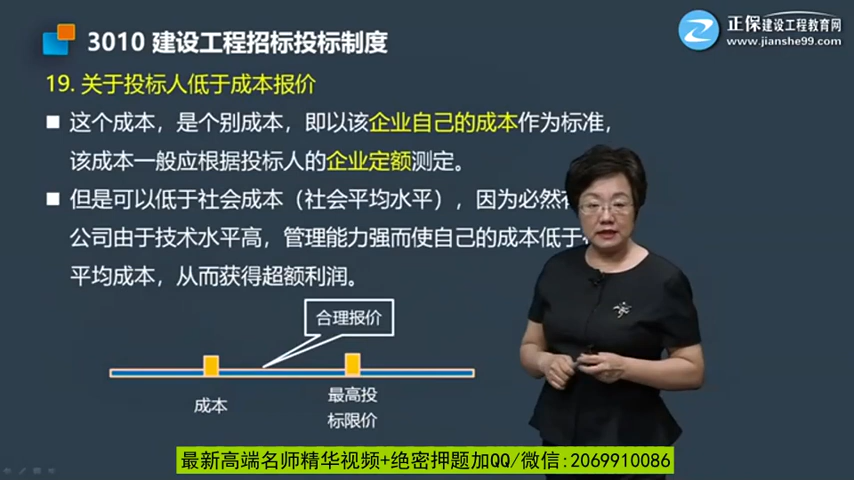 3010 建设工程招标投标制度
正保建设工程教育网
www.jianshe99.com
19. 关于投标人低于成本报价
这个成本，是个别成本，即以该企业自己的成本作为标准，
该成本一般应根据投标人的企业定额测定。
但是可以低于社会成本（社会平均水平），因为必然
公司由于技术水平高，管理能力强而使自己的成本低于
平均成本，从而获得超额利润。
合理报价
成本
最高投
标限价
最新高端名师精华视频+绝密押题加QQ/微信:2069910086